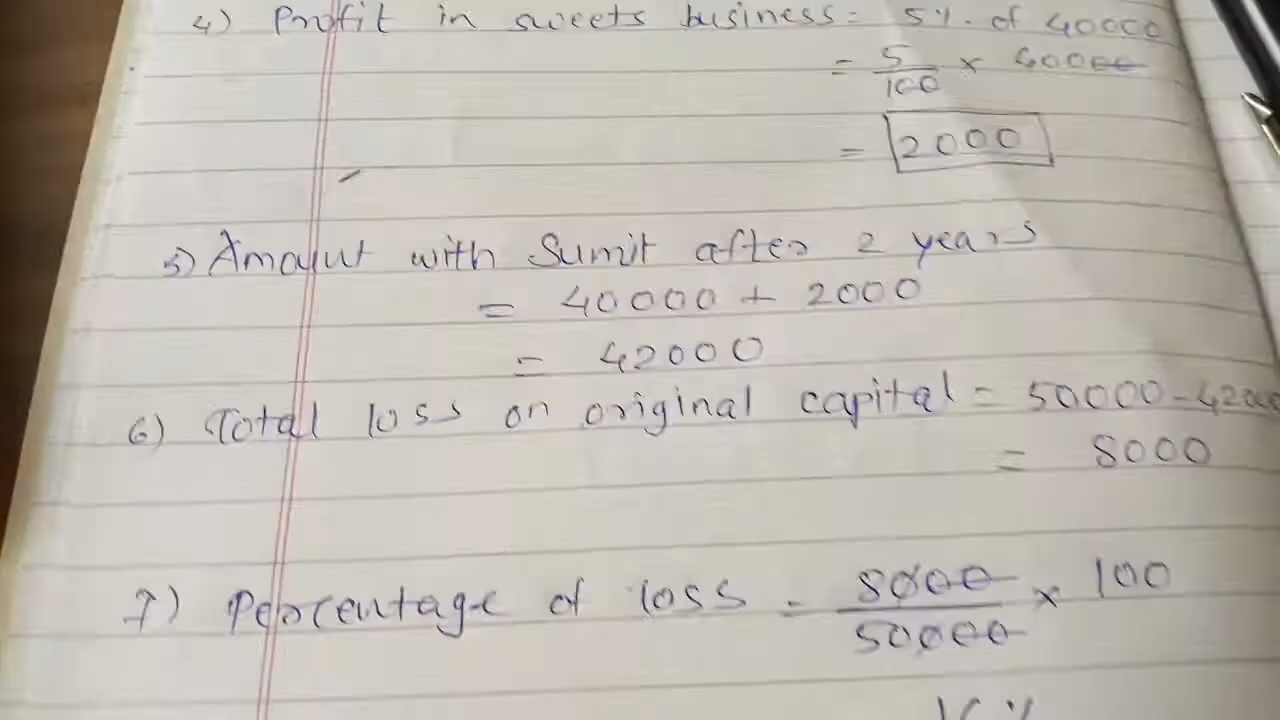 4) Profit in sweets business = 5%. of 40000
= 5/100 × 40000
= 2000
5) Amount with Sumit after 2 years
= 40000 + 2000
= 42000
6) Total loss on original capital = 50000 - 42000
= 8000
7) Percentage of loss = 8000/50000 × 100
16%